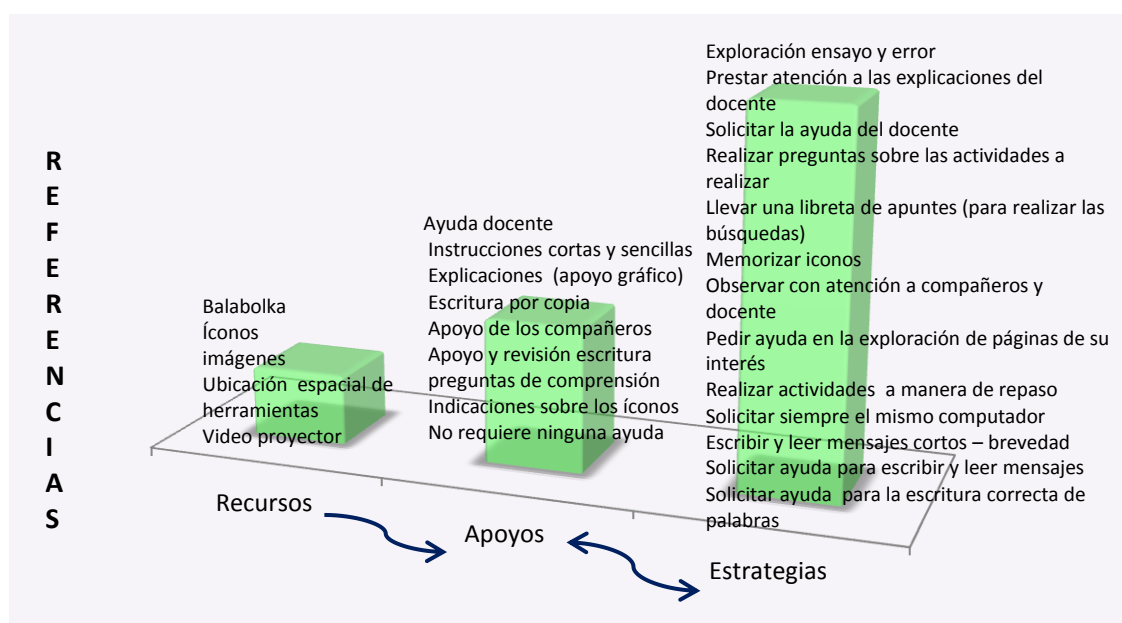 REFERENCIAS
Balabolka
Íconos
imágenes
Ubicación espacial de
herramientas
Video proyector
Recursos
Ayuda docente
Instrucciones cortas y sencillas
Explicaciones (apoyo gráfico)
Escritura por copia
Apoyo de los compañeros
Apoyo y revisión escritura
preguntas de comprensión
Indicaciones sobre los íconos
No requiere ninguna ayuda
Apoyos
Exploración ensayo y error
Prestar atención a las explicaciones del
docente
Solicitar la ayuda del docente
Realizar preguntas sobre las actividades a
realizar
Llevar una libreta de apuntes (para realizar las
búsquedas)
Memorizar iconos
Observar con atención a compañeros y
docente
Pedir ayuda en la exploración de páginas de su
interés
Realizar actividades a manera de repaso
Solicitar siempre el mismo computador
Escribir y leer mensajes cortos – brevedad
Solicitar ayuda para escribir y leer mensajes
Solicitar ayuda para la escritura correcta de
palabras
Estrategias